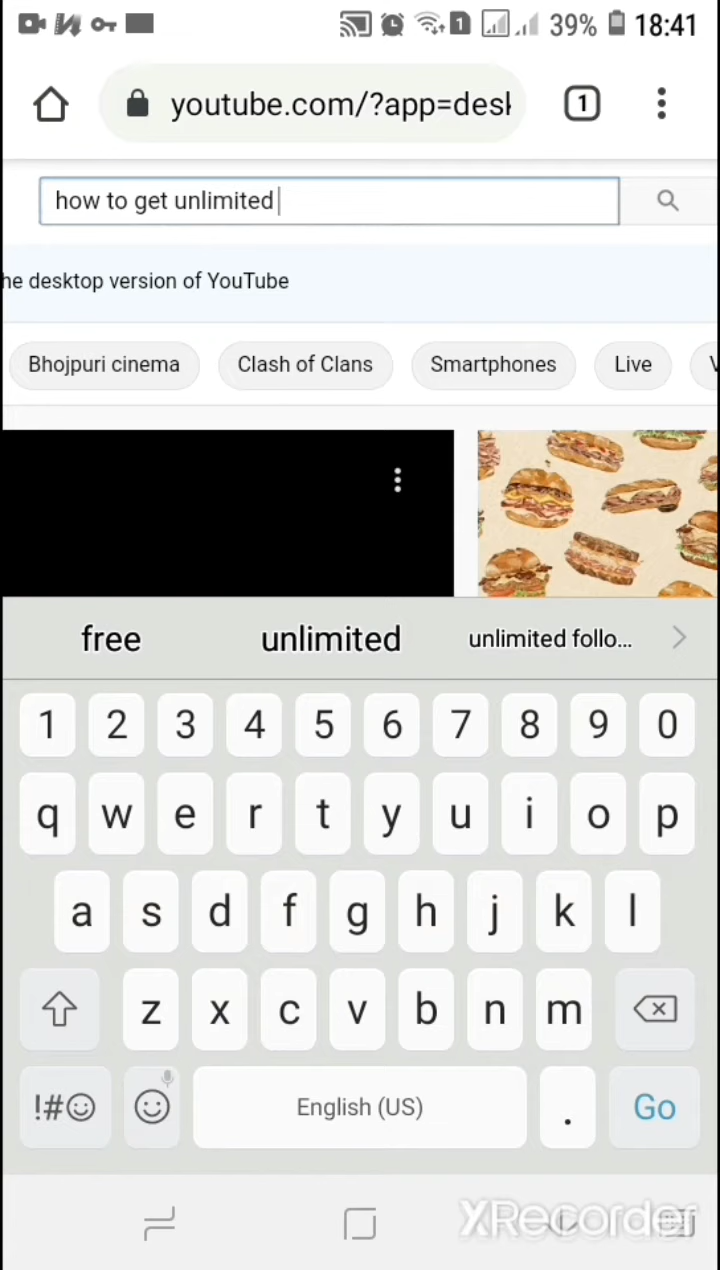 1 39% 18:41
youtube.com/?app=desl
1
how to get unlimited
he desktop version of YouTube
Bhojpuri cinema Clash of Clans Smartphones Live
free unlimited unlimited follo...
1 2 3 4 5 6 7 8 9 0
q w e r t y u i o p
a s d f g h j k l
z x c v b n m
!#☺ English (US) . Go
XRecorder